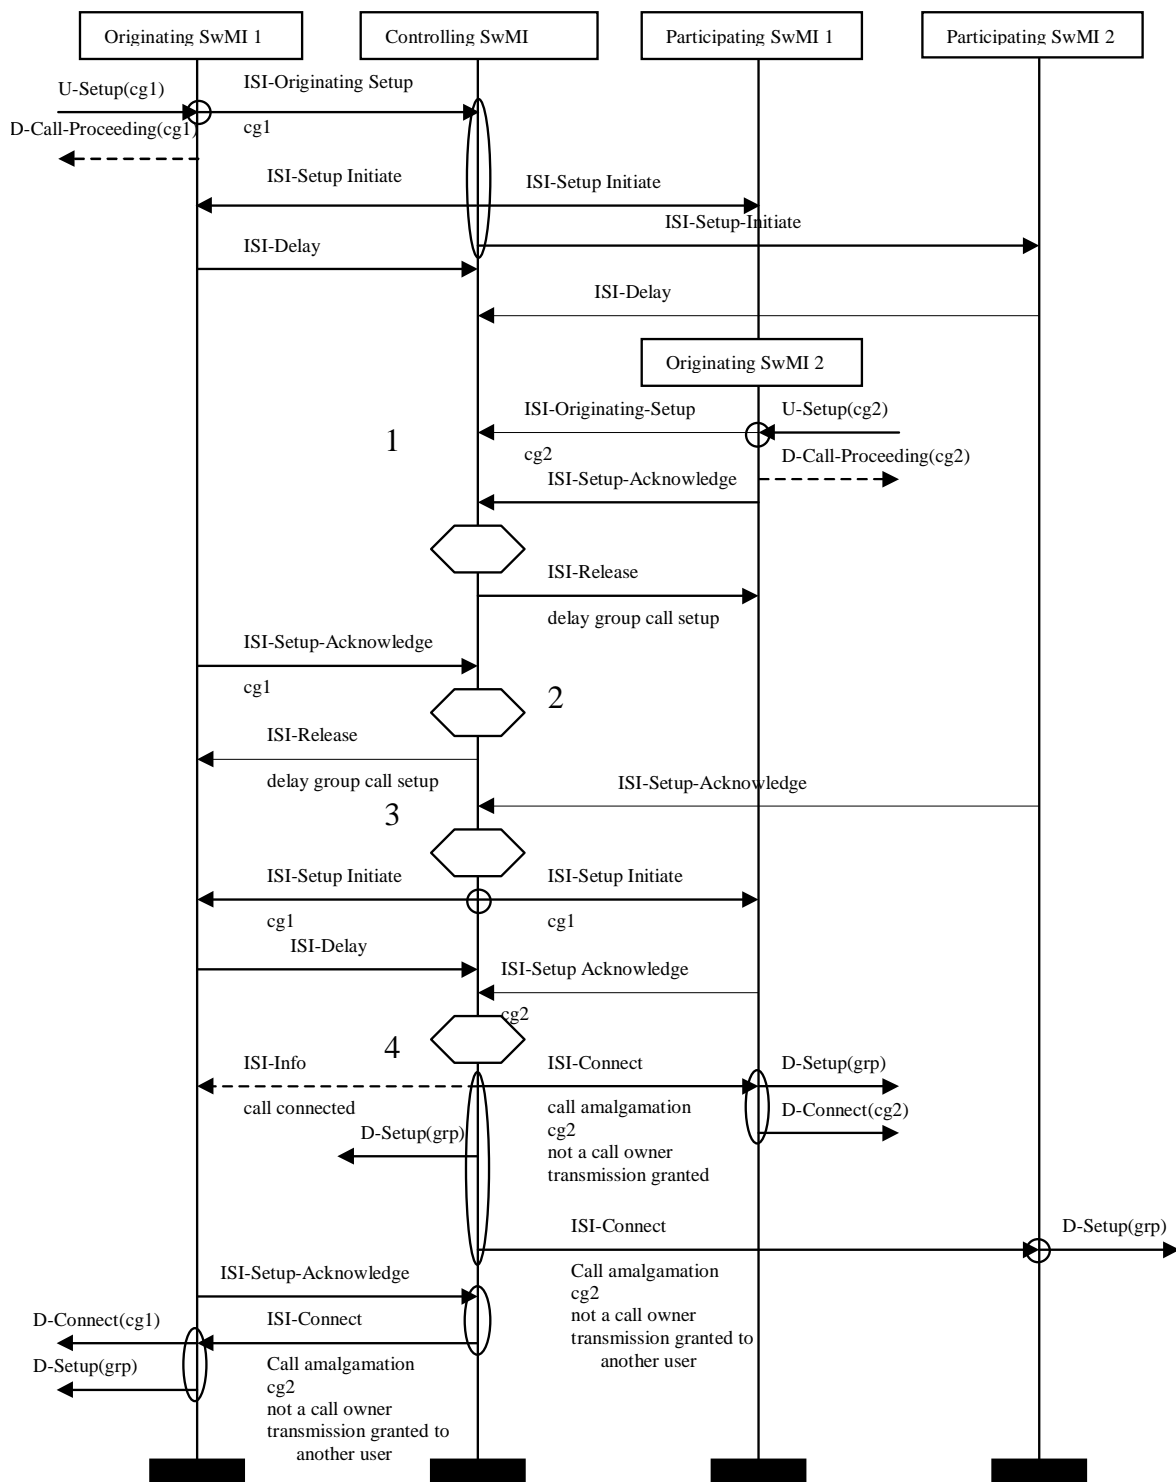 Originating SwMI 1
Controlling SwMI
Participating SwMI 1
Participating SwMI 2
U-Setup(cg1)
ISI-Originating Setup
D-Call-Proceeding(cg1)
cg1
ISI-Setup Initiate
ISI-Setup Initiate
ISI-Setup-Initiate
ISI-Delay
ISI-Delay
Originating SwMI 2
ISI-Originating-Setup
U-Setup(cg2)
1
cg2
D-Call-Proceeding(cg2)
ISI-Setup-Acknowledge
ISI-Release
delay group call setup
ISI-Setup-Acknowledge
cg1
2
ISI-Release
delay group call setup
ISI-Setup-Acknowledge
3
ISI-Setup Initiate
ISI-Setup Initiate
cg1
cg1
ISI-Delay
ISI-Setup Acknowledge
cg2
4
ISI-Info
ISI-Connect
D-Setup(grp)
call connected
call amalgamation
cg2
not a call owner
transmission granted
D-Connect(cg2)
D-Setup(grp)
ISI-Connect
D-Setup(grp)
Call amalgamation
cg2
not a call owner
transmission granted to
another user
ISI-Setup-Acknowledge
D-Connect(cg1)
ISI-Connect
D-Setup(grp)
Call amalgamation
cg2
not a call owner
transmission granted to
another user